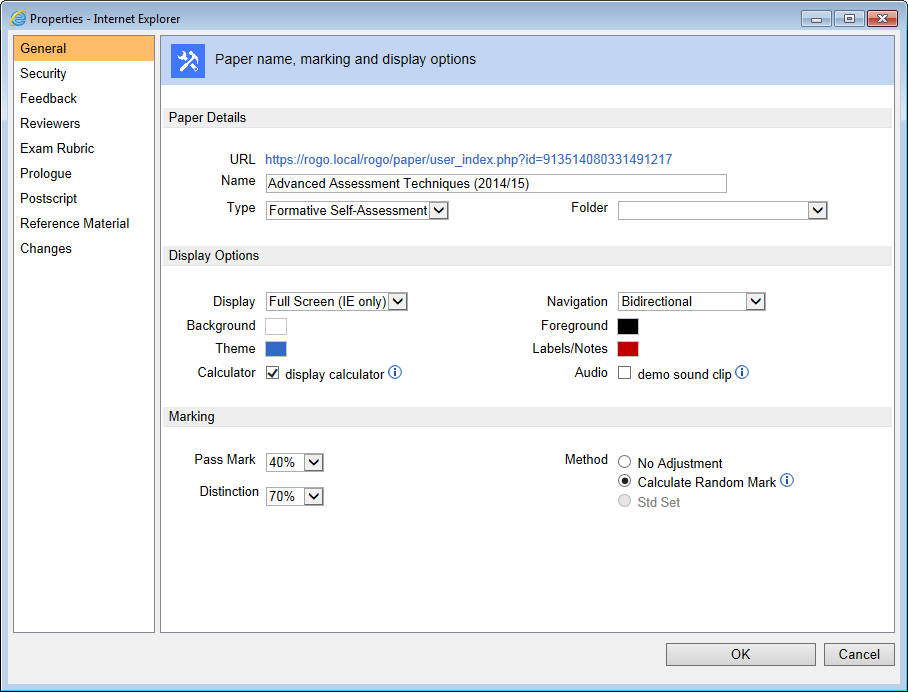 Properties - Internet Explorer
General
Security
Feedback
Reviewers
Exam Rubric
Prologue
Postscript
Reference Material
Changes
Paper name, marking and display options
Paper Details
URL https://rogo.local/rogo/paper/user_index.php?id=913514080331491217
Name Advanced Assessment Techniques (2014/15)
Type Formative Self-Assessment Folder
Display Options
Display Full Screen (IE only) Navigation Bidirectional
Background Foreground
Theme Labels/Notes
Calculator display calculator Audio demo sound clip
Marking
Pass Mark 40% Method No Adjustment
Calculate Random Mark
Distinction 70%
Std Set
OK Cancel